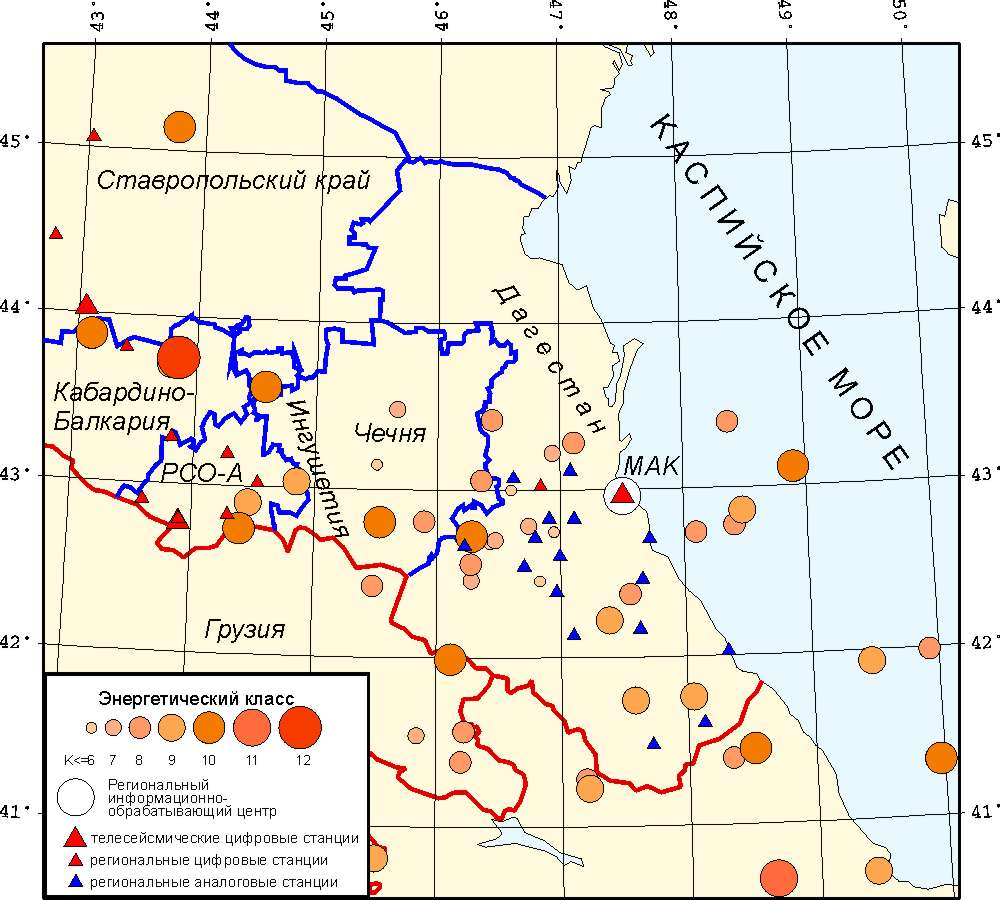 43° 44° 45° 46° 47° 48° 49° 50°
45° 45°
КАСПИЙСКОЕ МОРЕ
Ставропольский край
44° 44°
Дагестан
Кабардино-
Балкария
Ингушетия
Чечня
РСО-А
МАК
43° 43°
Грузия
42° 42°
Энергетический класс
К<=6 7 8 9 10 11 12
Региональный
информационно-
обрабатывающий центр
41° 41°
телесейсмические цифровые станции
региональные цифровые станции
региональные аналоговые станции